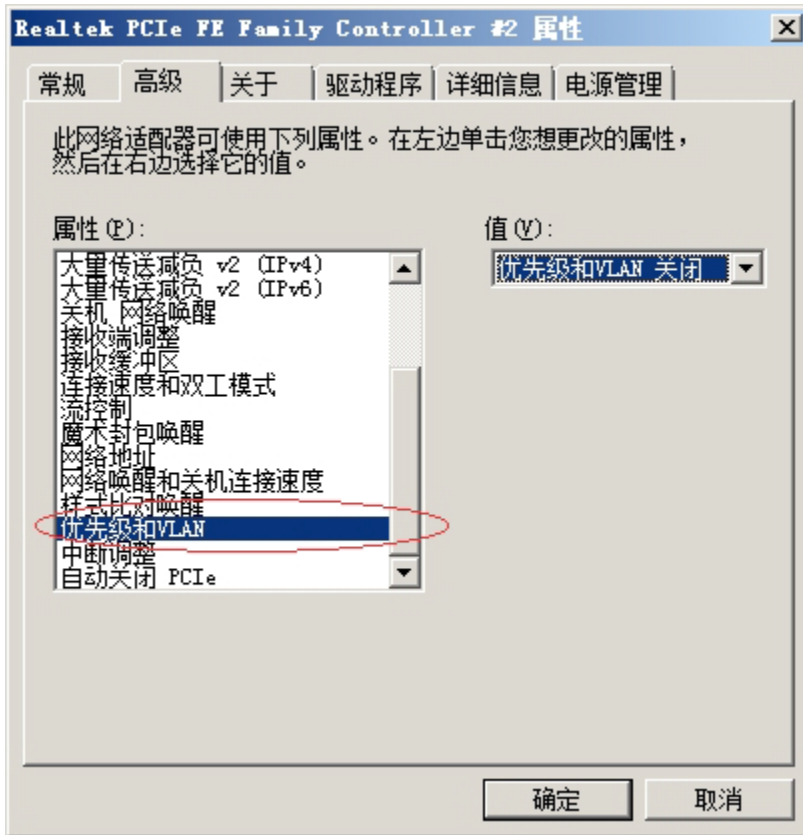 Realtek PCIe FE Family Controller #2 属性
常规 高级 关于 驱动程序 详细信息 电源管理
此网络适配器可使用下列属性。在左边单击您想更改的属性，
然后在右边选择它的值。
属性(P)： 值(V)：
大量传送减负 v2 (IPv4) 优先级和VLAN 关闭
大量传送减负 v2 (IPv6)
关机 网络唤醒
接收端调整
接收缓冲区
连接速度和双工模式
流控制
魔术封包唤醒
网络地址
网络唤醒和关机连接速度
样式比对唤醒
优先级和VLAN
中断调整
自动关闭 PCIe
确定 取消